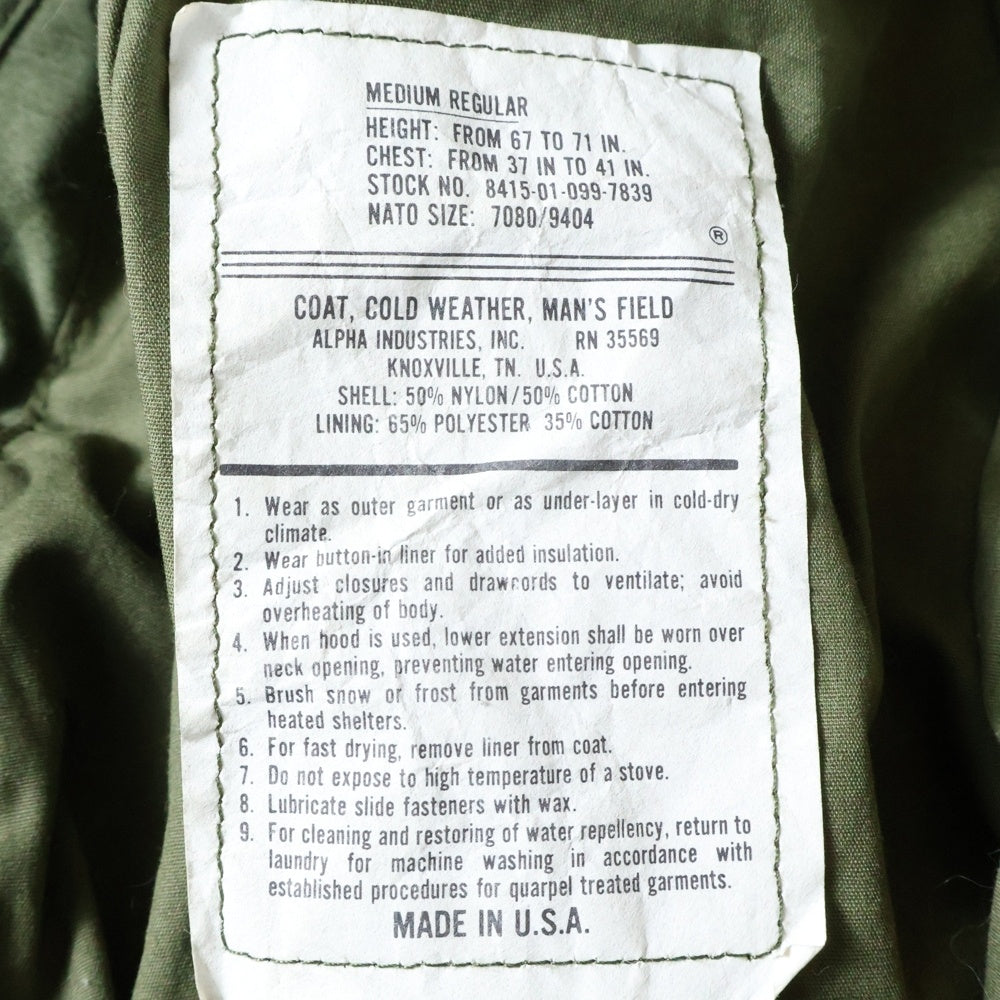 MEDIUM REGULAR
HEIGHT: FROM 67 TO 71 IN.
CHEST: FROM 37 IN TO 41 IN.
STOCK NO. 8415-01-099-7839
NATO SIZE: 7080/9404
®
COAT, COLD WEATHER, MAN'S FIELD
ALPHA INDUSTRIES, INC. RN 35569
KNOXVILLE, TN. U.S.A.
SHELL: 50% NYLON/50% COTTON
LINING: 65% POLYESTER 35% COTTON
1. Wear as outer garment or as under-layer in cold-dry
climate.
2. Wear button-in liner for added insulation.
3. Adjust closures and drawcords to ventilate; avoid
overheating of body.
4. When hood is used, lower extension shall be worn over
neck opening, preventing water entering opening.
5. Brush snow or frost from garments before entering
heated shelters.
6. For fast drying, remove liner from coat.
7. Do not expose to high temperature of a stove.
8. Lubricate slide fasteners with wax.
9. For cleaning and restoring of water repellency, return to
laundry for machine washing in accordance with
established procedures for quarpel treated garments.
MADE IN U.S.A.